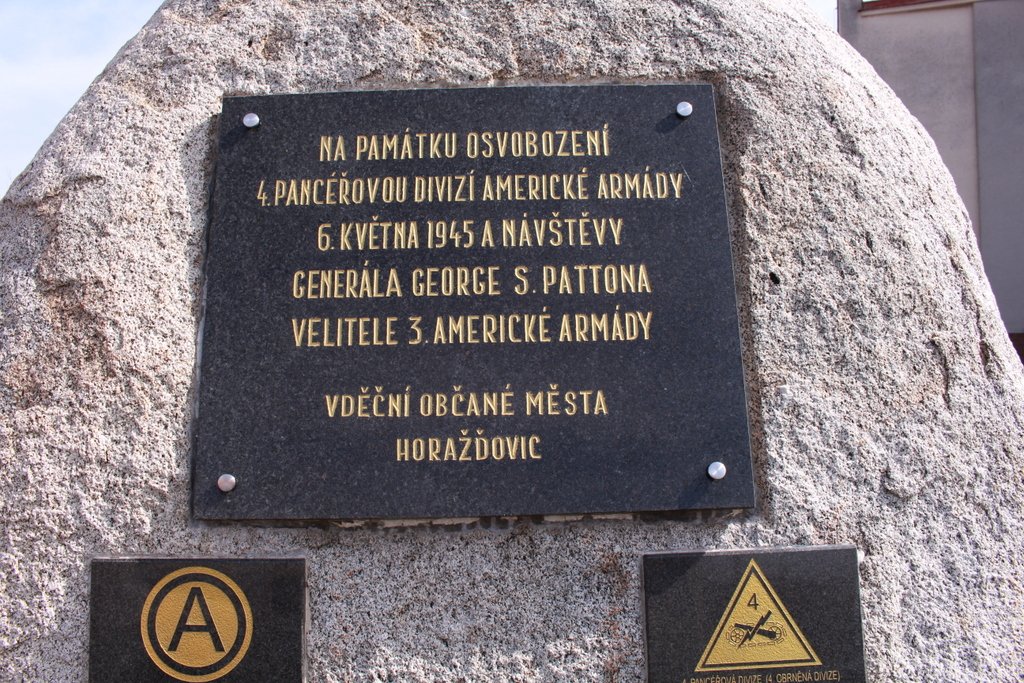 NA PAMÁTKU OSVOBOZENÍ
4. PANCÉŘOVOU DIVIZÍ AMERICKÉ ARMÁDY
6. KVĚTNA 1945 A NÁVŠTĚVY
GENERÁLA GEORGE S. PATTONA
VELITELE 3. AMERICKÉ ARMÁDY
VDĚČNÍ OBČANÉ MĚSTA
HORAŽĎOVIC
A
4
4. PANCÉŘOVÁ DIVIZE (4. OBRNĚNÁ DIVIZE)